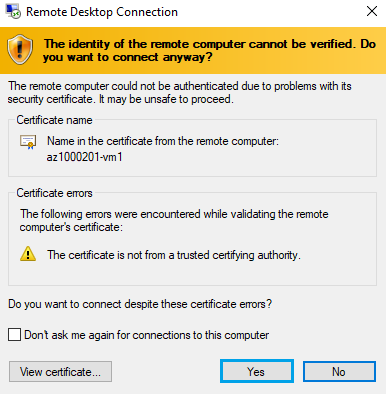 Remote Desktop Connection
The identity of the remote computer cannot be verified. Do
you want to connect anyway?
The remote computer could not be authenticated due to problems with its
security certificate. It may be unsafe to proceed.
Certificate name
Name in the certificate from the remote computer:
az1000201-vm1
Certificate errors
The following errors were encountered while validating the remote
computer's certificate:
The certificate is not from a trusted certifying authority.
Do you want to connect despite these certificate errors?
Don't ask me again for connections to this computer
View certificate...
Yes
No